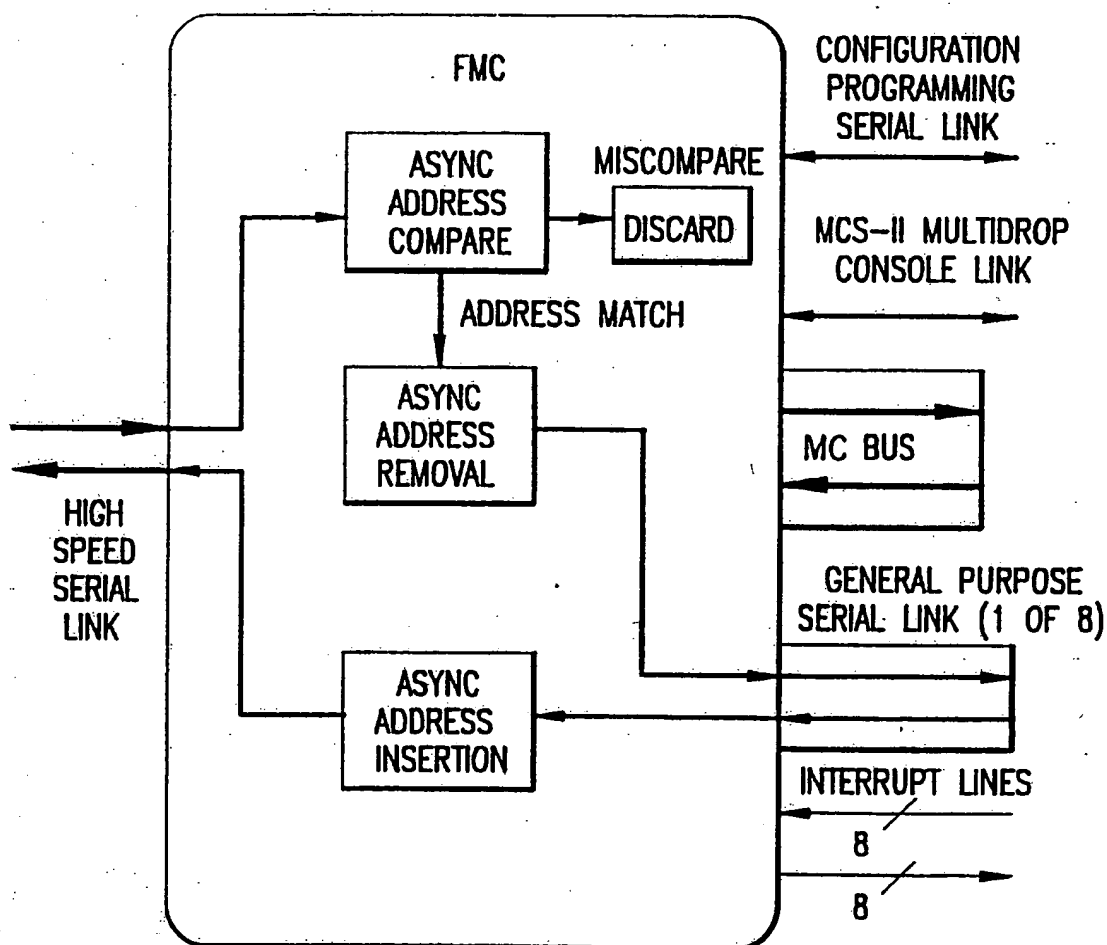 FMC
CONFIGURATION
PROGRAMMING
SERIAL LINK
ASYNC
ADDRESS
COMPARE
MISCOMPARE
DISCARD
MCS-II MULTIDROP
CONSOLE LINK
ADDRESS MATCH
ASYNC
ADDRESS
REMOVAL
MC BUS
HIGH
SPEED
SERIAL
LINK
GENERAL PURPOSE
SERIAL LINK (1 OF 8)
ASYNC
ADDRESS
INSERTION
INTERRUPT LINES
8
8